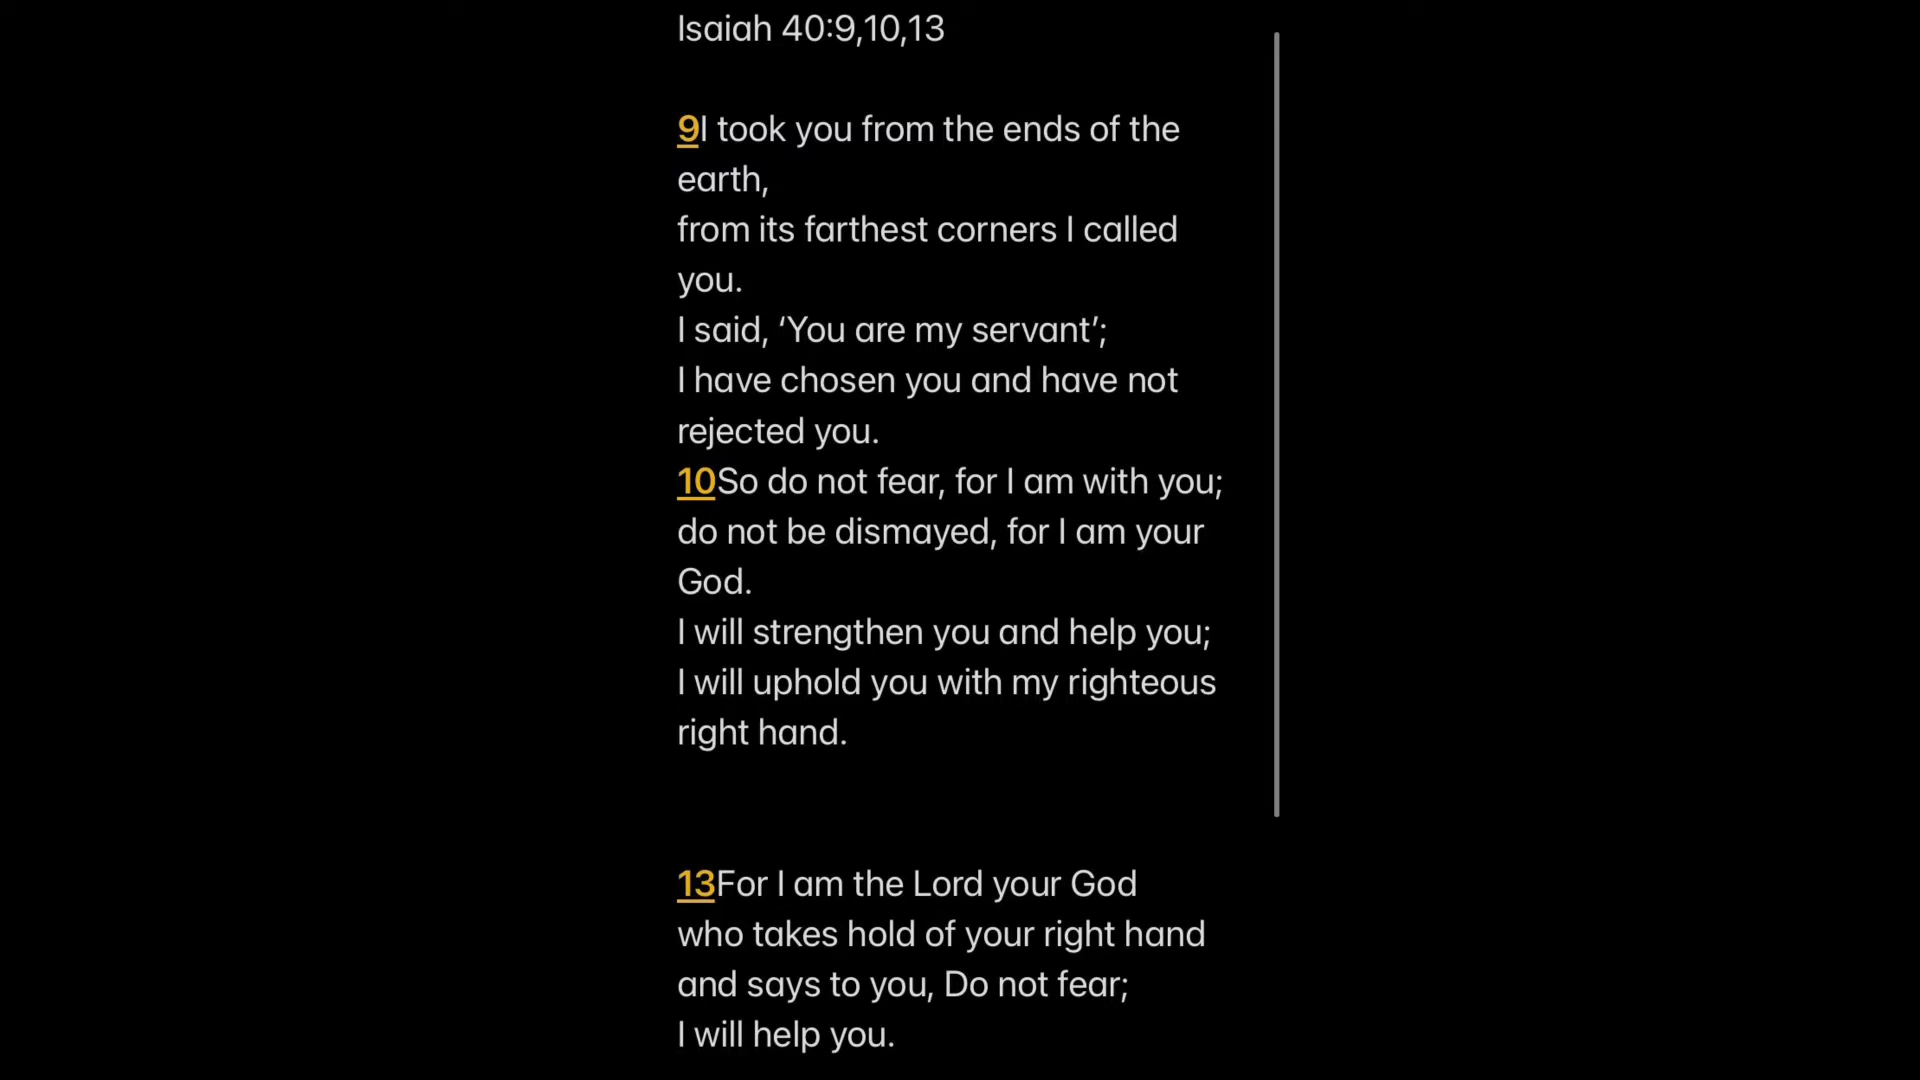 Isaiah 40:9,10,13
9I took you from the ends of the
earth,
from its farthest corners I called
you.
I said, ‘You are my servant’;
I have chosen you and have not
rejected you.
10So do not fear, for I am with you;
do not be dismayed, for I am your
God.
I will strengthen you and help you;
I will uphold you with my righteous
right hand.
13For I am the Lord your God
who takes hold of your right hand
and says to you, Do not fear;
I will help you.